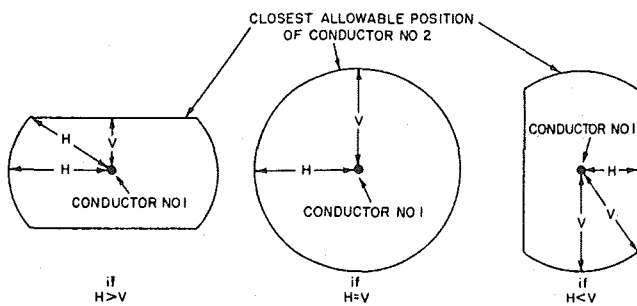 CLOSEST ALLOWABLE POSITION
OF CONDUCTOR NO 2
H
V
H
CONDUCTOR NO 1
if
H>V
V
H
CONDUCTOR NO 1
if
H=V
CONDUCTOR NO 1
H
V
V
if
H<V